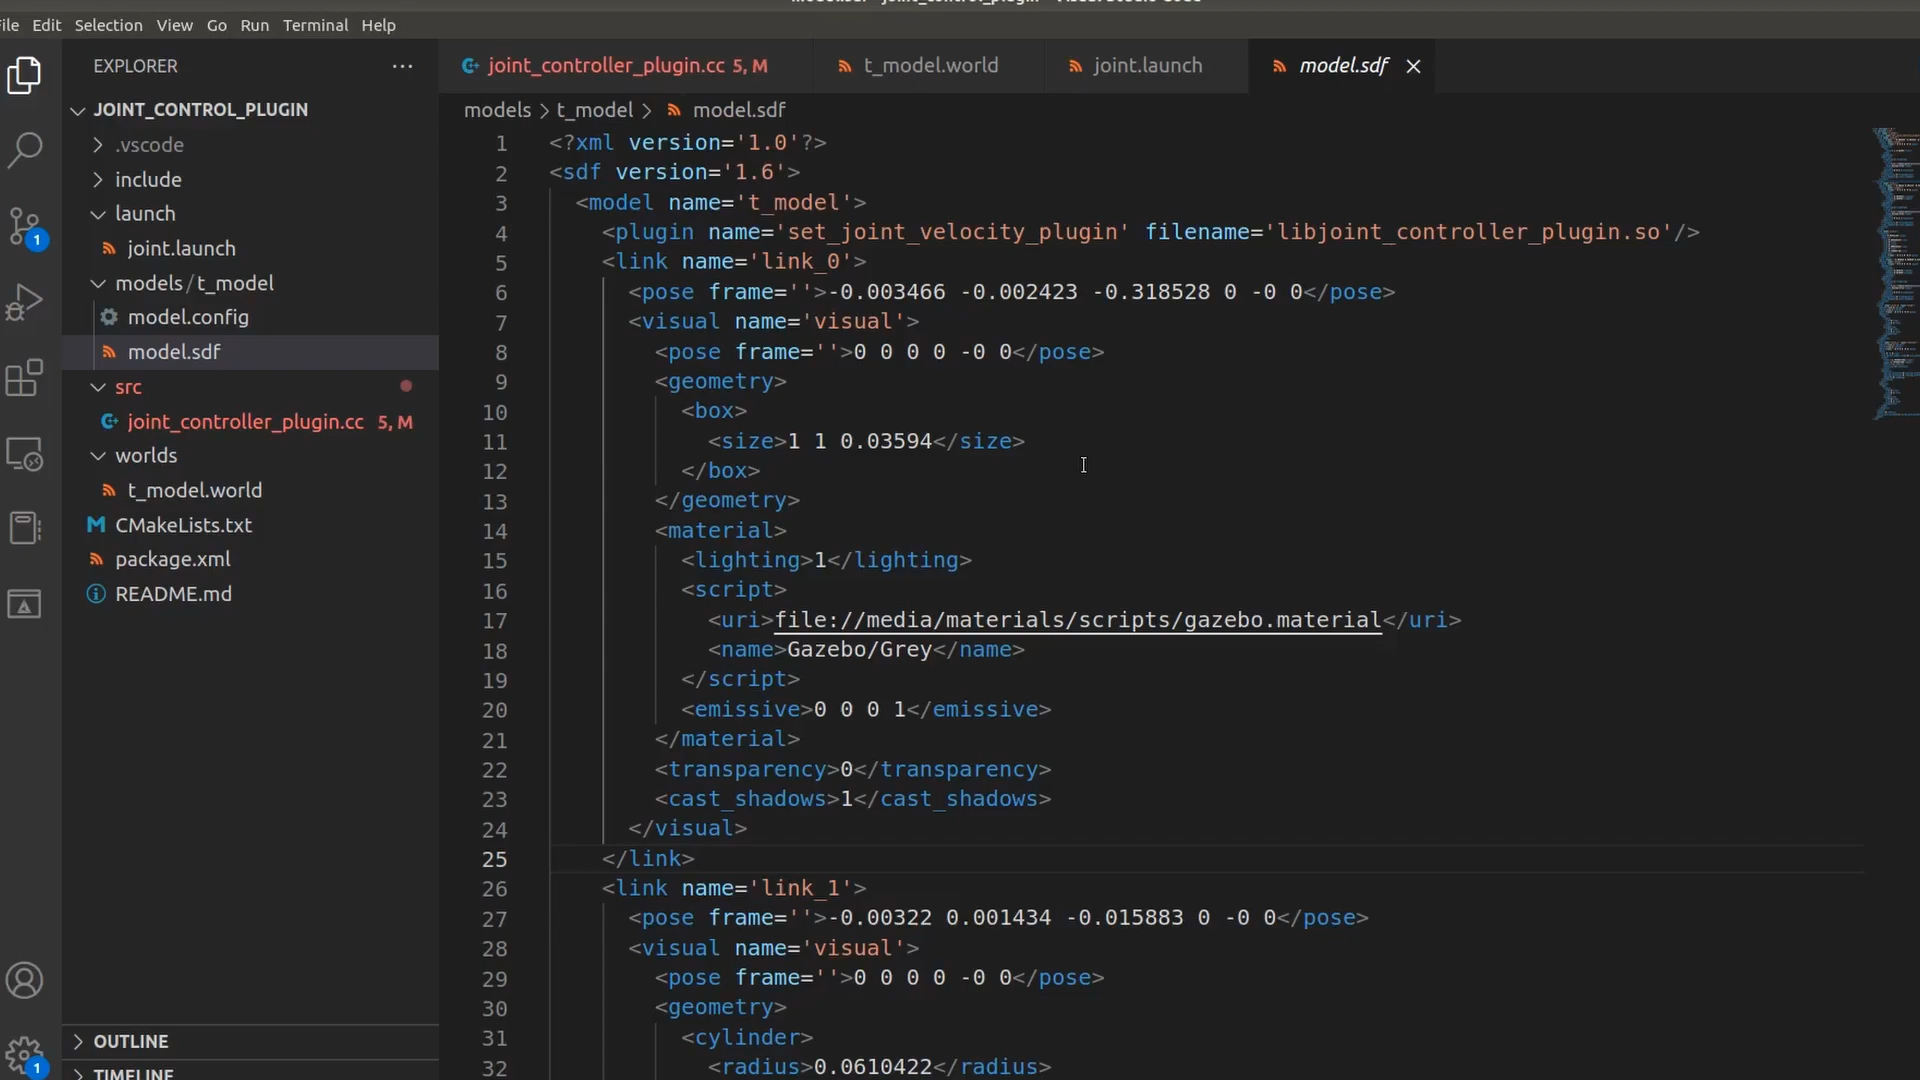 File Edit Selection View Go Run Terminal Help
EXPLORER
JOINT_CONTROL_PLUGIN
.vscode
include
launch
joint.launch
models/t_model
model.config
model.sdf
src
joint_controller_plugin.cc 5, M
worlds
t_model.world
CMakeLists.txt
package.xml
README.md
OUTLINE
TIMELINE
1
1
joint_controller_plugin.cc 5, M t_model.world joint.launch model.sdf
models > t_model > model.sdf
1 <?xml version='1.0'?>
2 <sdf version='1.6'>
3 <model name='t_model'>
4 <plugin name='set_joint_velocity_plugin' filename='libjoint_controller_plugin.so'/>
5 <link name='link_0'>
6 <pose frame=''>-0.003466 -0.002423 -0.318528 0 -0 0</pose>
7 <visual name='visual'>
8 <pose frame=''>0 0 0 0 -0 0</pose>
9 <geometry>
10 <box>
11 <size>1 1 0.03594</size>
12 </box>
13 </geometry>
14 <material>
15 <lighting>1</lighting>
16 <script>
17 <uri>file://media/materials/scripts/gazebo.material</uri>
18 <name>Gazebo/Grey</name>
19 </script>
20 <emissive>0 0 0 1</emissive>
21 </material>
22 <transparency>0</transparency>
23 <cast_shadows>1</cast_shadows>
24 </visual>
25 </link>
26 <link name='link_1'>
27 <pose frame=''>-0.00322 0.001434 -0.015883 0 -0 0</pose>
28 <visual name='visual'>
29 <pose frame=''>0 0 0 0 -0 0</pose>
30 <geometry>
31 <cylinder>
32 <radius>0.0610422</radius>